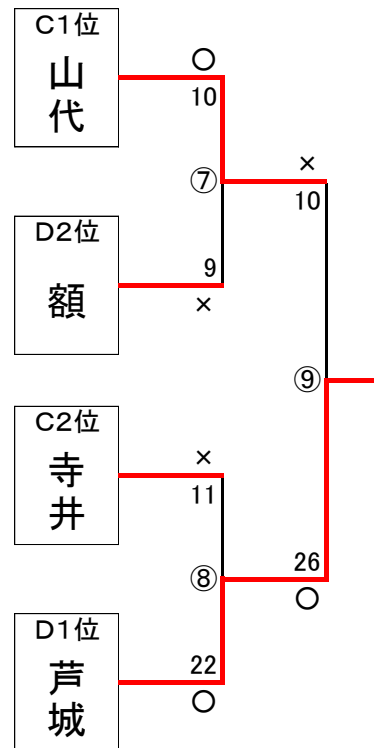 C1位
山代
○
10
⑦
×
10
D2位
額
9
×
⑨
C2位
寺井
×
11
⑧
26
○
D1位
芦城
22
○